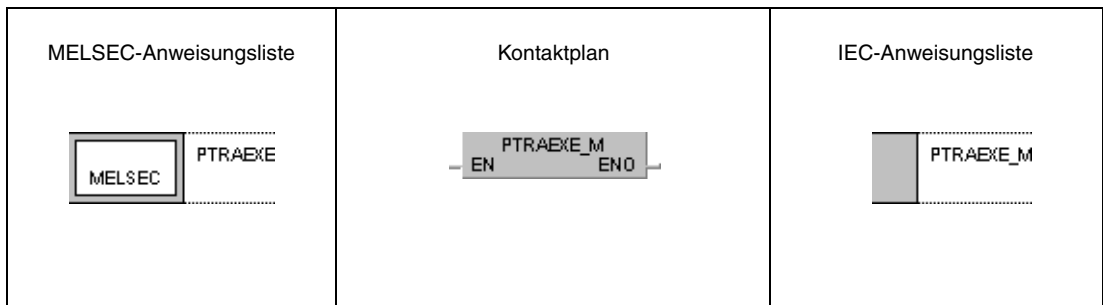 MELSEC-Anweisungsliste
Kontaktplan
IEC-Anweisungsliste
PTRAEXE
MELSEC
PTRAEXE_M
EN ENO
PTRAEXE_M